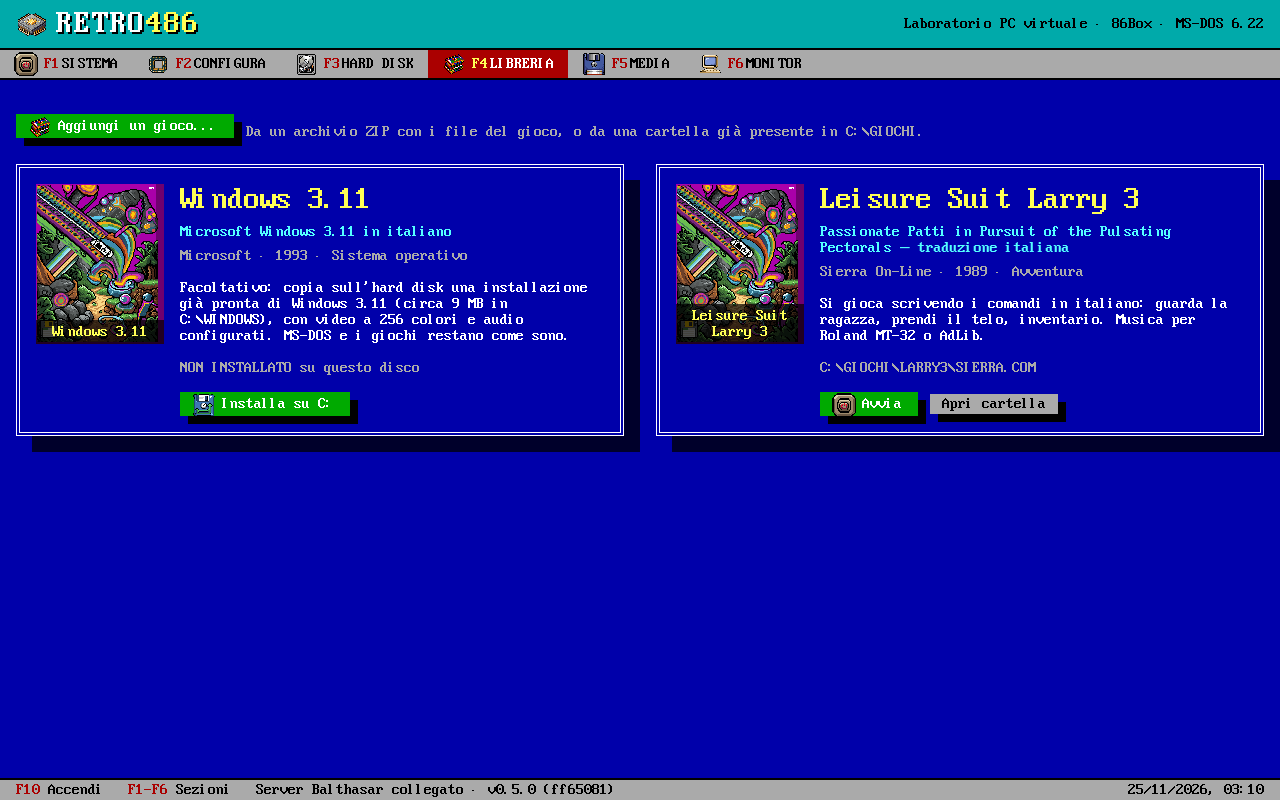 RETRO486
Laboratorio PC virtuale · 86Box · MS-DOS 6.22
F1 SISTEMA F2 CONFIGURA F3 HARD DISK F4 LIBRERIA F5 MEDIA F6 MONITOR
Aggiungi un gioco...
Da un archivio ZIP con i file del gioco, o da una cartella già presente in C:\GIOCHI.
Windows 3.11
Windows 3.11
Microsoft Windows 3.11 in italiano
Microsoft · 1993 · Sistema operativo
Facoltativo: copia sull'hard disk una installazione
già pronta di Windows 3.11 (circa 9 MB in
C:\WINDOWS), con video a 256 colori e audio
configurati. MS-DOS e i giochi restano come sono.
NON INSTALLATO su questo disco
Installa su C:
Leisure Suit
Larry 3
Leisure Suit Larry 3
Passionate Patti in Pursuit of the Pulsating
Pectorals — traduzione italiana
Sierra On-Line · 1989 · Avventura
Si gioca scrivendo i comandi in italiano: guarda la
ragazza, prendi il telo, inventario. Musica per
Roland MT-32 o AdLib.
C:\GIOCHI\LARRY3\SIERRA.COM
Avvia
Apri cartella
F10 Accendi F1-F6 Sezioni Server Balthasar collegato · v0.5.0 (ff65081)
25/11/2026, 03:10